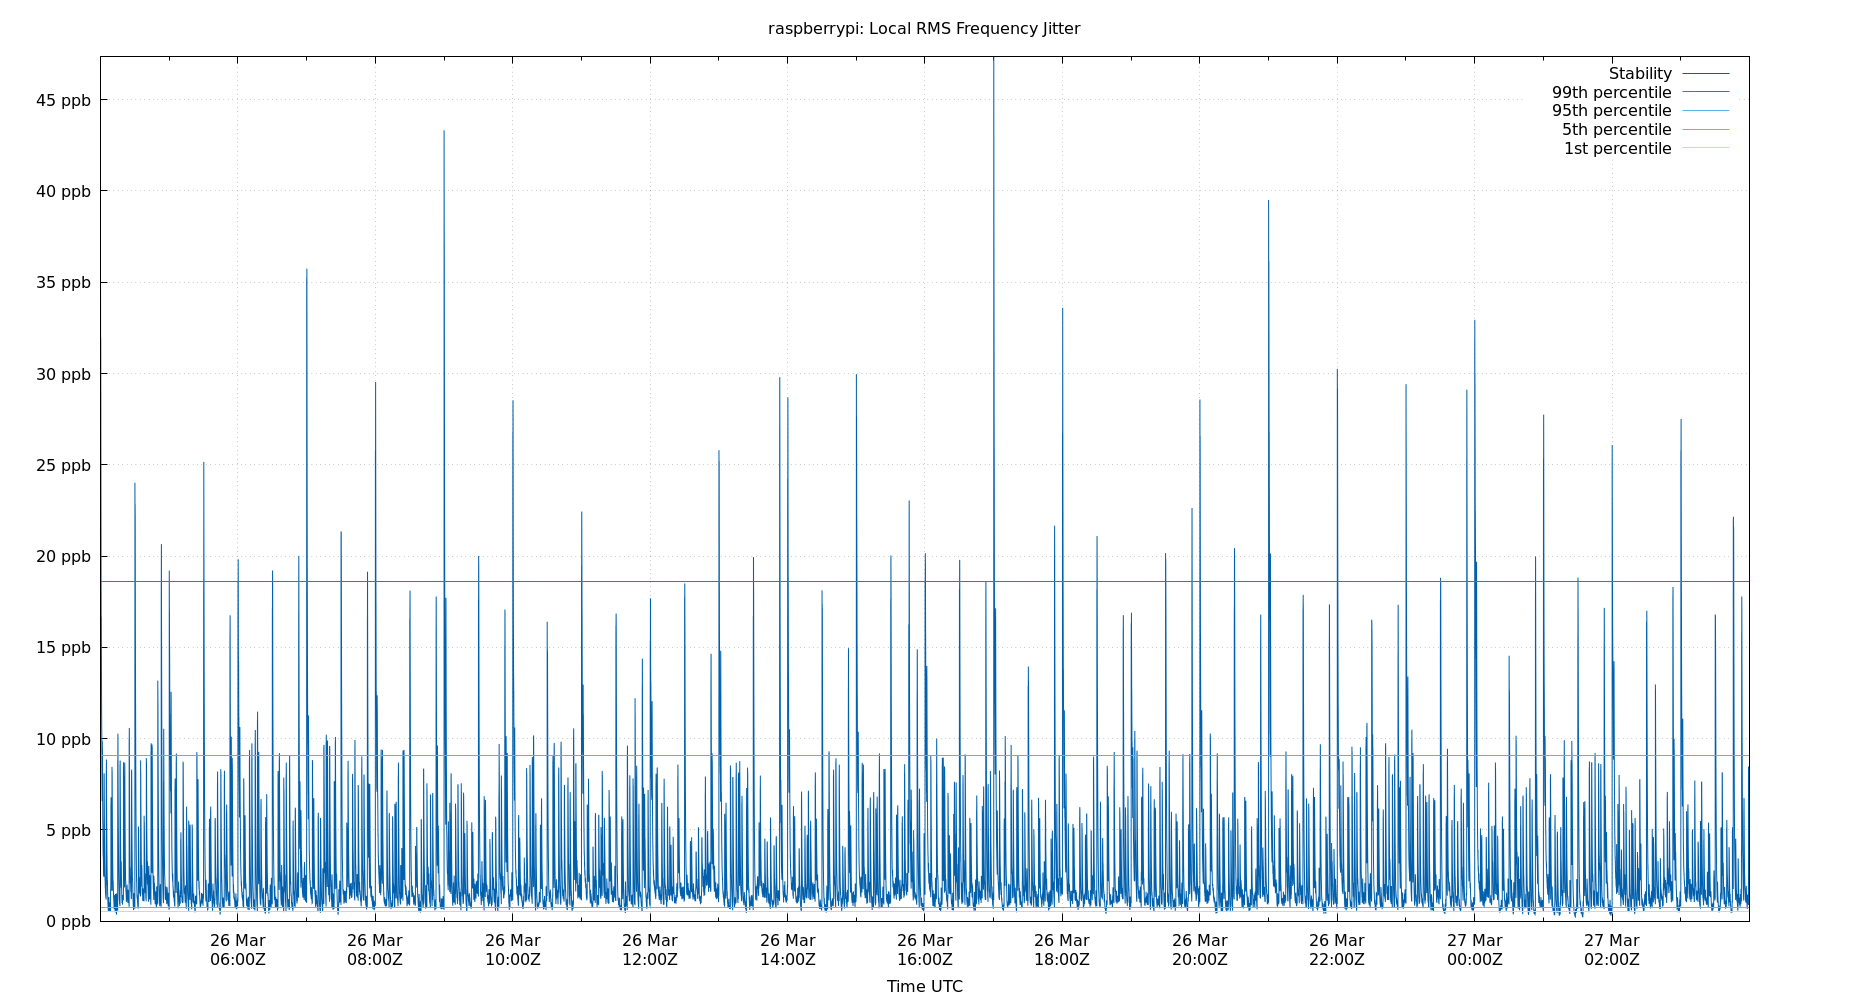 raspberrypi: Local RMS Frequency Jitter
Stability
99th percentile
95th percentile
5th percentile
1st percentile
45 ppb
40 ppb
35 ppb
30 ppb
25 ppb
20 ppb
15 ppb
10 ppb
5 ppb
0 ppb
26 Mar
06:00Z
26 Mar
08:00Z
26 Mar
10:00Z
26 Mar
12:00Z
26 Mar
14:00Z
26 Mar
16:00Z
26 Mar
18:00Z
26 Mar
20:00Z
26 Mar
22:00Z
27 Mar
00:00Z
27 Mar
02:00Z
Time UTC